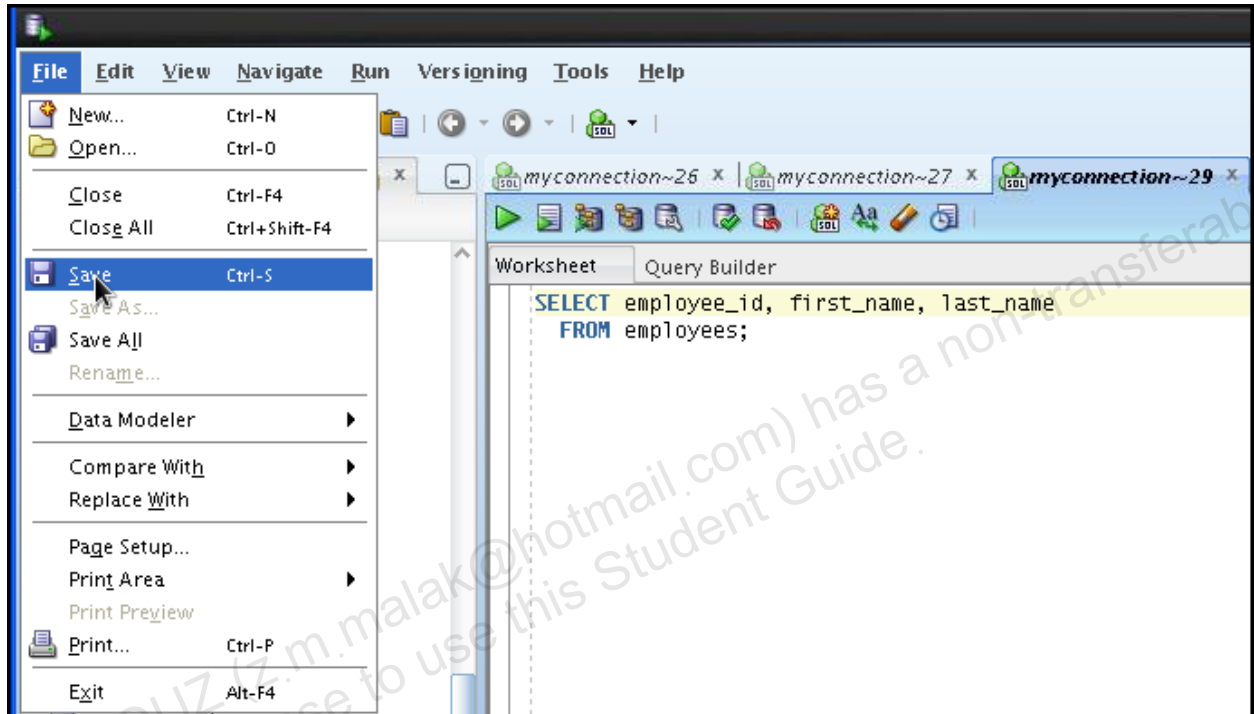 File Edit View Navigate Run Versioning Tools Help
New... Ctrl-N
Open... Ctrl-O
Close Ctrl-F4
Close All Ctrl+Shift-F4
Save Ctrl-S
Save As...
Save All
Rename...
Data Modeler
Compare With
Replace With
Page Setup...
Print Area
Print Preview
Print... Ctrl-P
Exit Alt-F4
SQL
myconnection~26 myconnection~27 myconnection~29
Worksheet Query Builder
SELECT employee_id, first_name, last_name
FROM employees;
UZ (z.m.malak@hotmail.com) has a non-transferab
se to use this Student Guide.